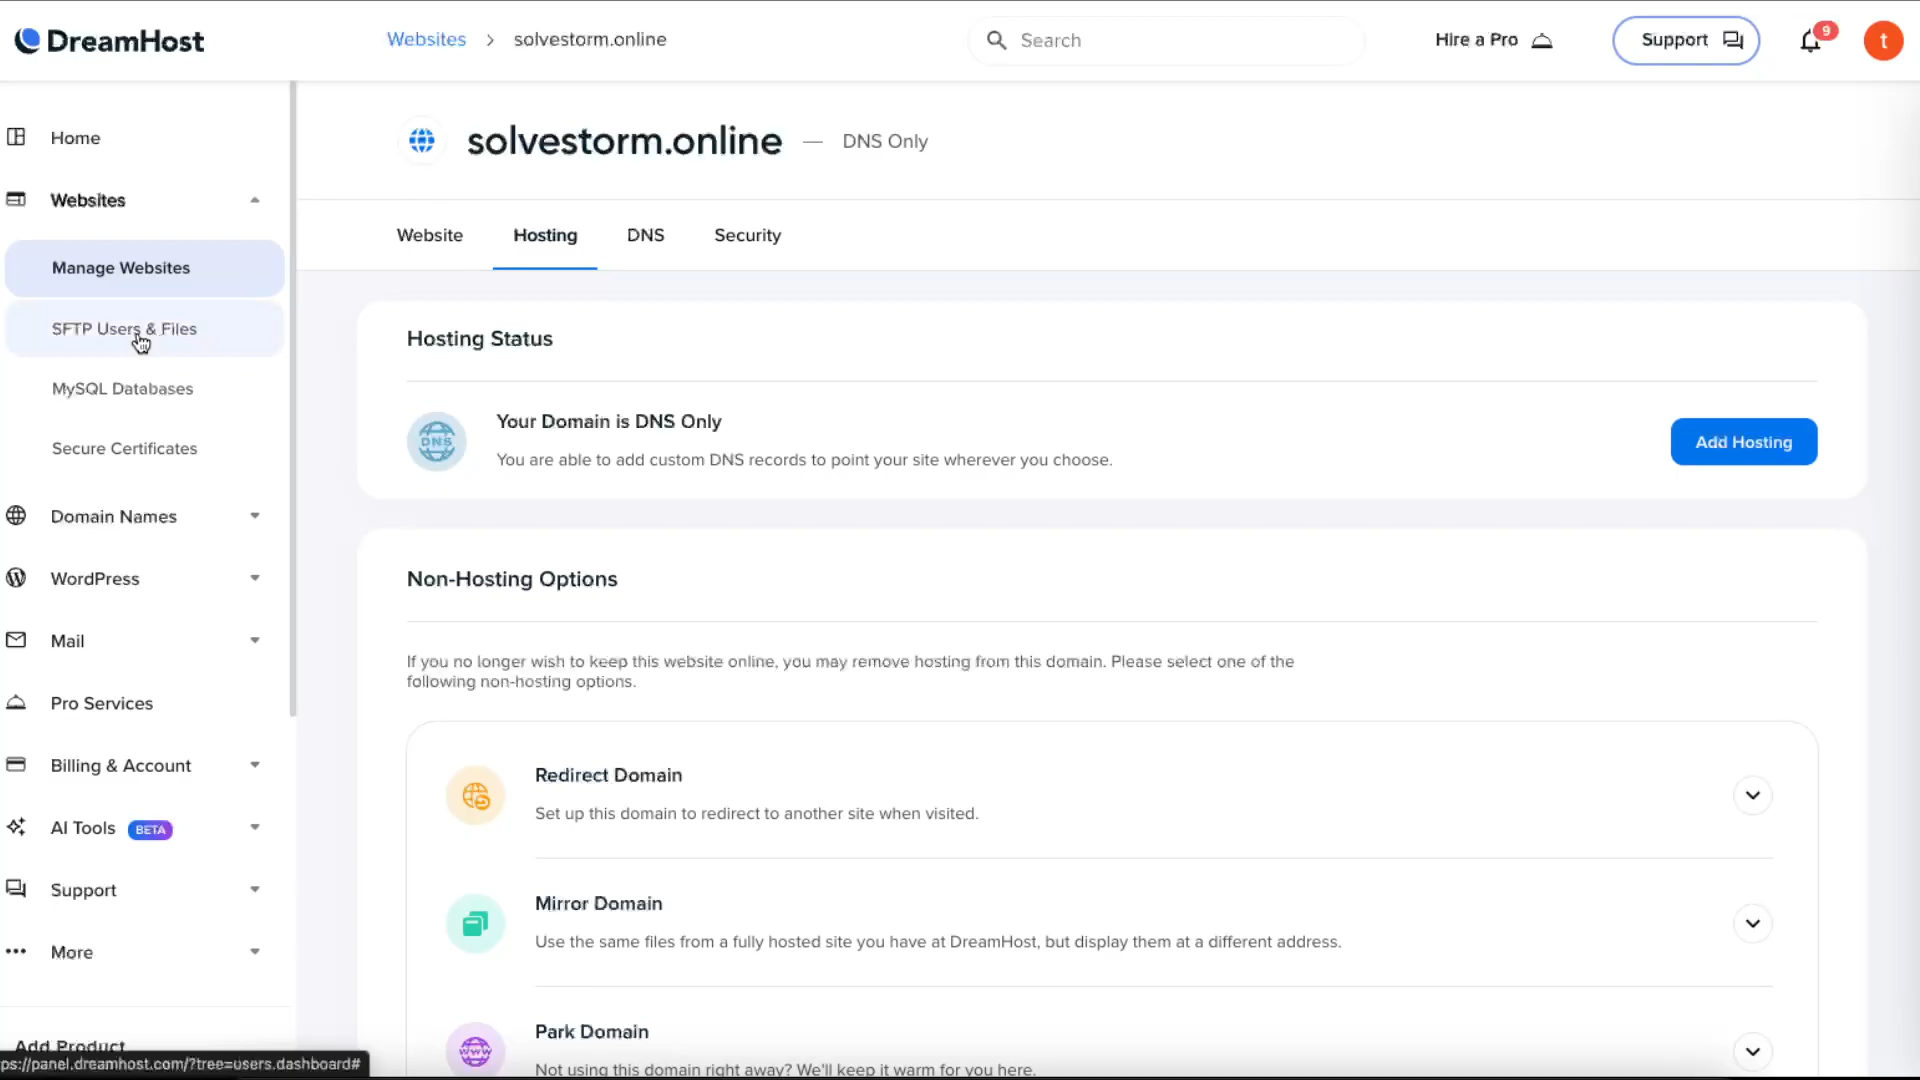 DreamHost
Websites > solvestorm.online
Search
Hire a Pro
Support
9
t
Home
Websites
Manage Websites
SFTP Users & Files
MySQL Databases
Secure Certificates
Domain Names
WordPress
Mail
Pro Services
Billing & Account
AI Tools BETA
Support
More
Add Product
ps://panel.dreamhost.com/?tree=users.dashboard#
solvestorm.online — DNS Only
Website Hosting DNS Security
Hosting Status
DNS
Your Domain is DNS Only
You are able to add custom DNS records to point your site wherever you choose.
Add Hosting
Non-Hosting Options
If you no longer wish to keep this website online, you may remove hosting from this domain. Please select one of the
following non-hosting options.
Redirect Domain
Set up this domain to redirect to another site when visited.
Mirror Domain
Use the same files from a fully hosted site you have at DreamHost, but display them at a different address.
www
Park Domain
Not using this domain right away? We'll keep it warm for you here.